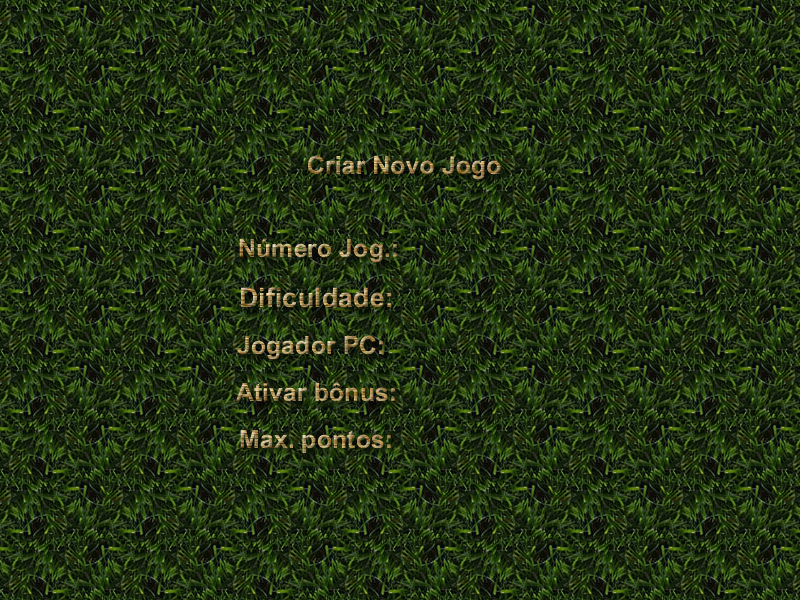 Criar Novo Jogo
Número Jog.:
Dificuldade:
Jogador PC:
Ativar bônus:
Max. pontos: